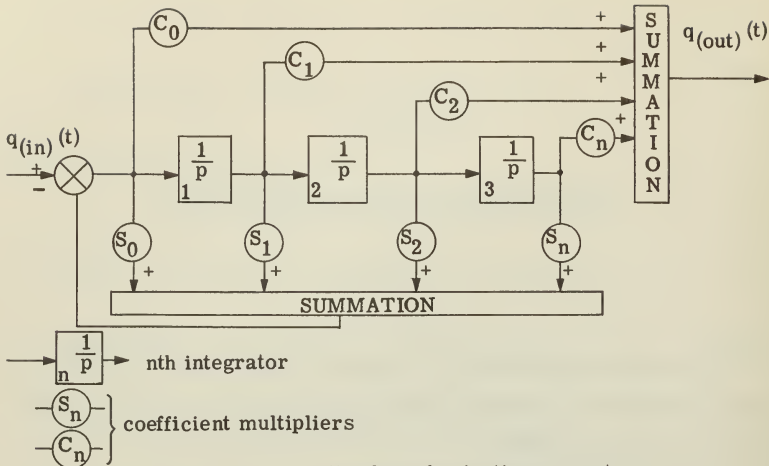 C0
+
SUMMATION
q(out) (t)
C1
+
C2
+
Cn
+
q(in) (t)
+
−
1/p
1
1/p
2
1/p
3
S0
S1
S2
Sn
+
+
+
+
SUMMATION
1/p
n
nth integrator
Sn
Cn
coefficient multipliers